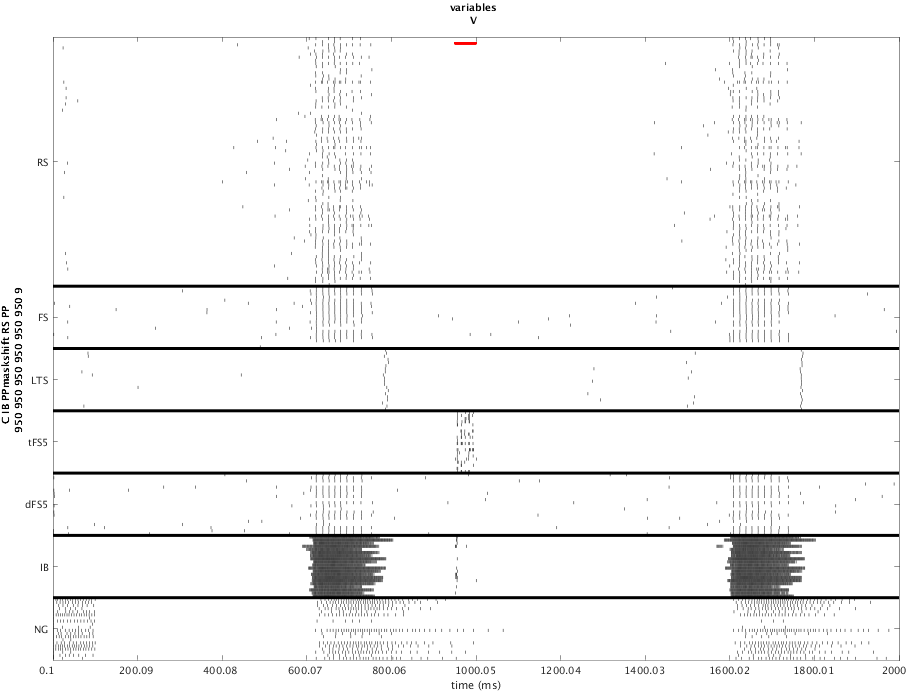 variables
V
RS
FS
LTS
tFS5
dFS5
IB
NG
C IB PPmaskshift RS PP
950 950 950 950 950 950 9
0.1 200.09 400.08 600.07 800.06 1000.05 1200.04 1400.03 1600.02 1800.01 2000
time (ms)